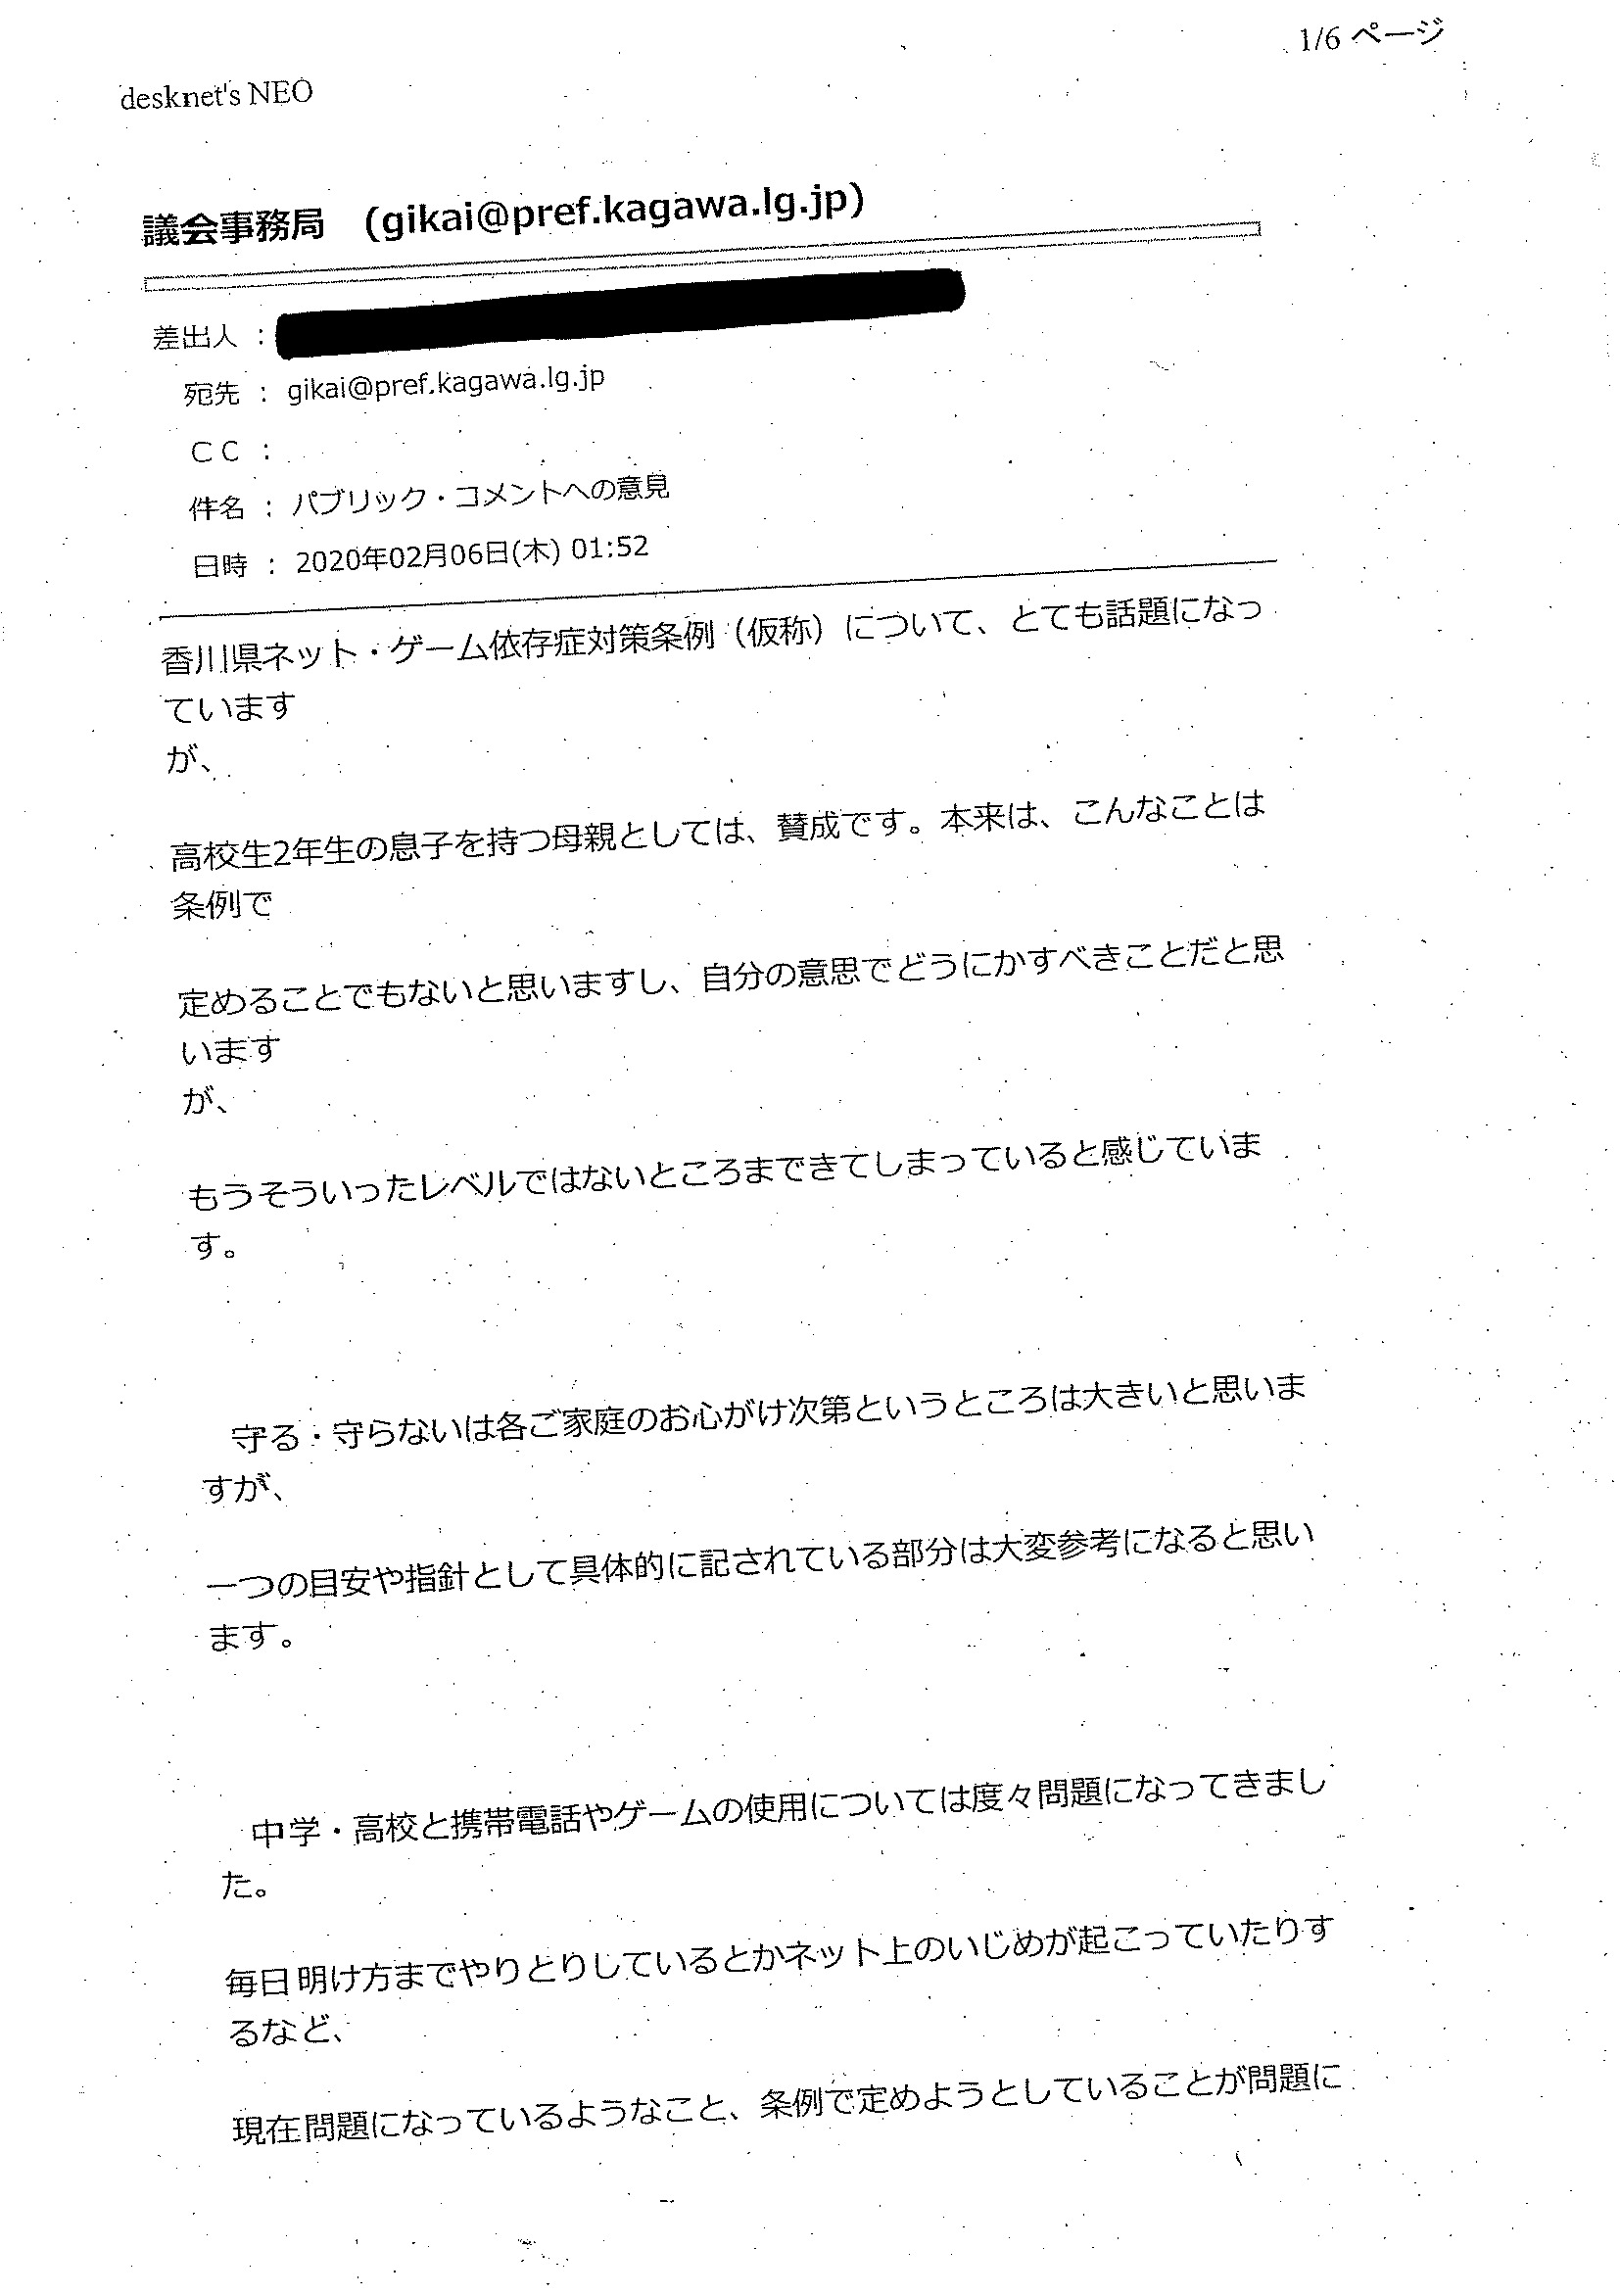 1/6 ページ
desknet's NEO
議会事務局　(gikai@pref.kagawa.lg.jp)
差出人 :
宛先 : gikai@pref.kagawa.lg.jp
ＣＣ :
件名 : パブリック・コメントへの意見
日時 : 2020年02月06日(木) 01:52
香川県ネット・ゲーム依存症対策条例（仮称）について、とても話題になっ
ています
が、
高校生2年生の息子を持つ母親としては、賛成です。本来は、こんなことは
条例で
定めることでもないと思いますし、自分の意思でどうにかすべきことだと思
います
が、
もうそういったレベルではないところまできてしまっていると感じていま
す。
守る・守らないは各ご家庭のお心がけ次第というところは大きいと思いま
すが、
一つの目安や指針として具体的に記されている部分は大変参考になると思い
ます。
中学・高校と携帯電話やゲームの使用については度々問題になってきまし
た。
毎日明け方までやりとりしているとかネット上のいじめが起こっていたりす
るなど、
現在問題になっているようなこと、条例で定めようとしていることが問題に